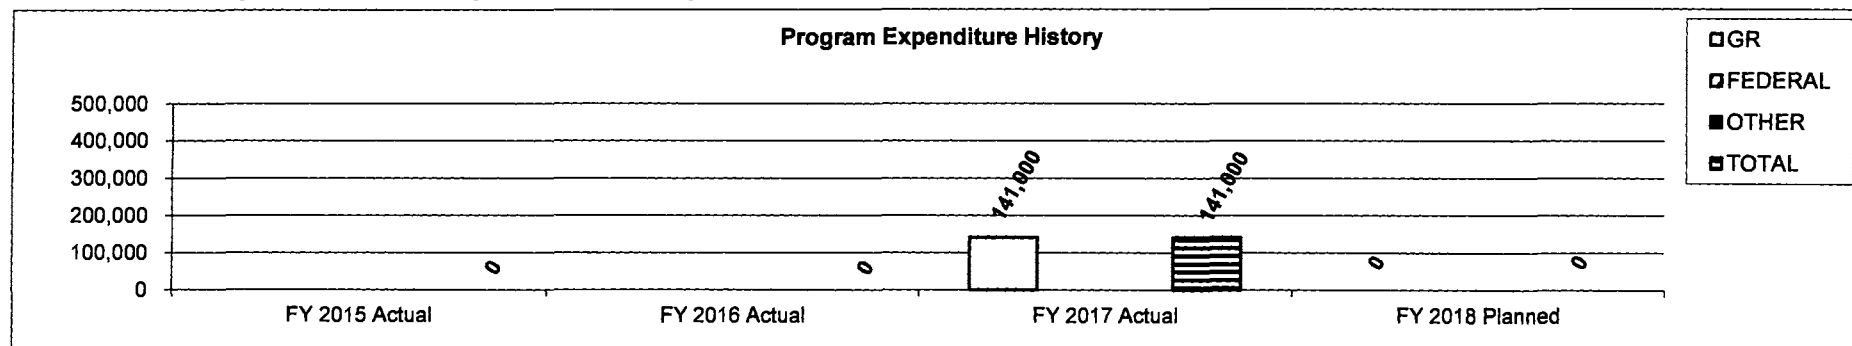 Program Expenditure History
GR
FEDERAL
OTHER
TOTAL
500,000
400,000
300,000
200,000
100,000
0
0
0
141,000
141,000
0
0
FY 2015 Actual
FY 2016 Actual
FY 2017 Actual
FY 2018 Planned